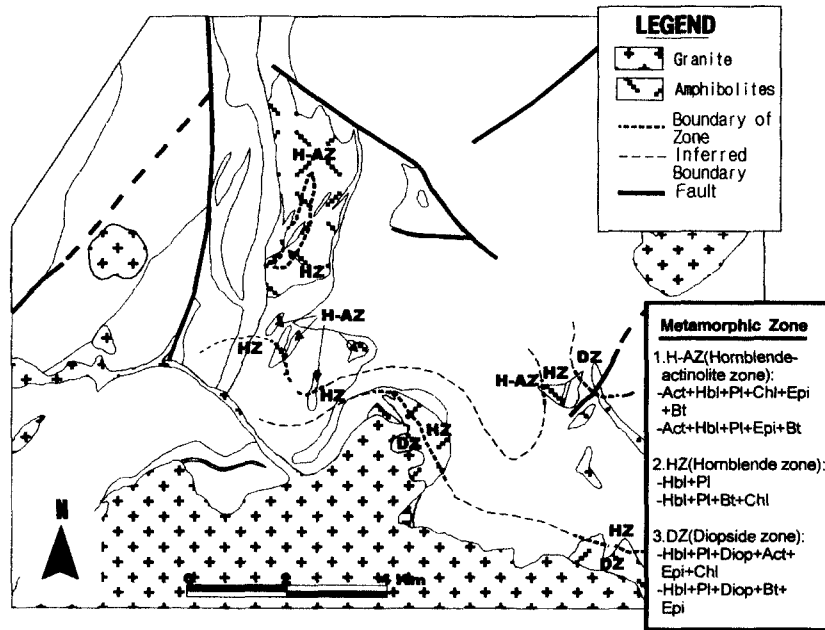 LEGEND
Granite
Amphibolites
Boundary of
Zone
Inferred
Boundary
Fault
H-AZ
HZ
H-AZ
HZ
HZ
DZ
HZ
H-AZ
HZ
DZ
HZ
DZ
N
Metamorphic Zone
1.H-AZ(Hornblende-
actinolite zone):
-Act+Hbl+Pl+Chl+Epi
+Bt
-Act+Hbl+Pl+Epi+Bt
2.HZ(Hornblende zone):
-Hbl+Pl
-Hbl+Pl+Bt+Chl
3.DZ(Diopside zone):
-Hbl+Pl+Diop+Act+
Epi+Chl
-Hbl+Pl+Diop+Bt+
Epi